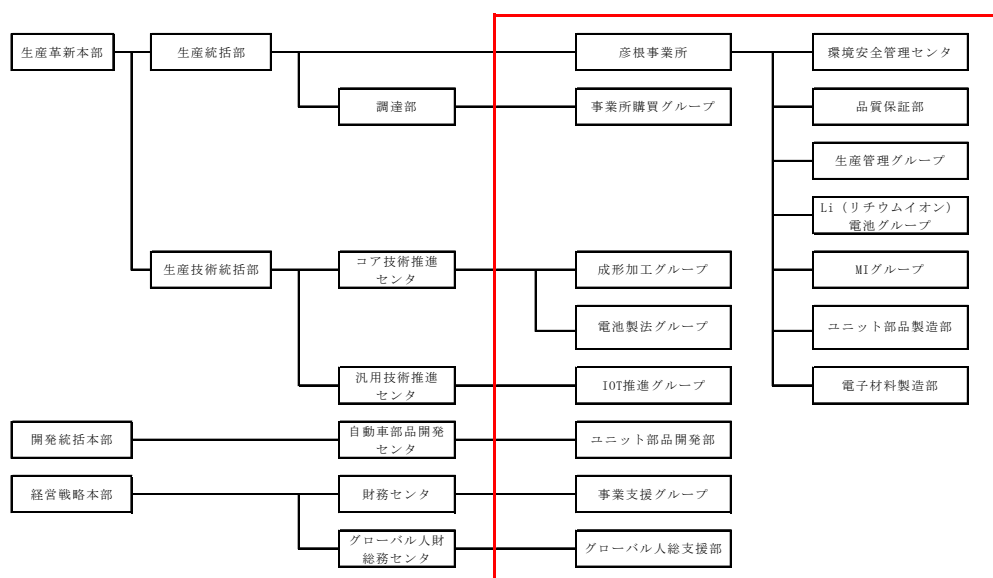 生産革新本部
生産統括部
彦根事業所
環境安全管理センタ
調達部
事業所購買グループ
品質保証部
生産管理グループ
Li（リチウムイオン）
電池グループ
生産技術統括部
コア技術推進
センタ
成形加工グループ
MIグループ
電池製法グループ
ユニット部品製造部
汎用技術推進
センタ
IOT推進グループ
電子材料製造部
開発統括本部
自動車部品開発
センタ
ユニット部品開発部
経営戦略本部
財務センタ
事業支援グループ
グローバル人財
総務センタ
グローバル人総支援部